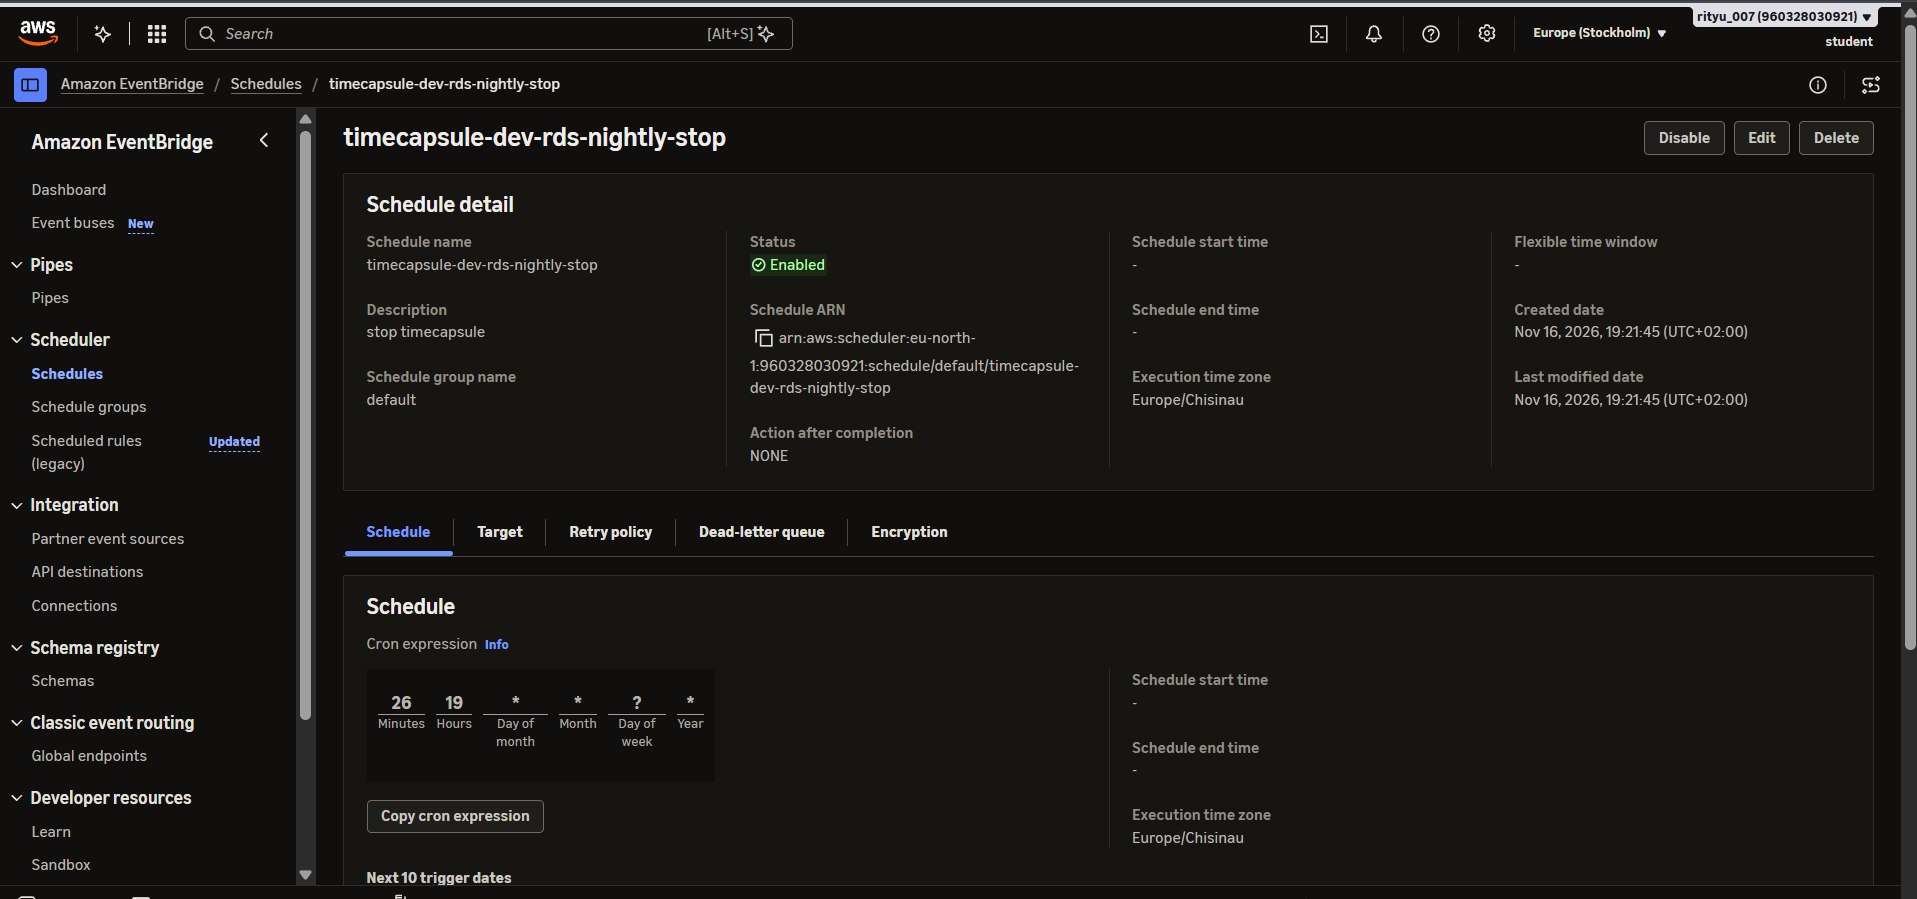 aws
Search
[Alt+S]
Europe (Stockholm)
rityu_007 (960328030921)
student
Amazon EventBridge / Schedules / timecapsule-dev-rds-nightly-stop
Amazon EventBridge
Dashboard
Event buses New
Pipes
Pipes
Scheduler
Schedules
Schedule groups
Scheduled rules
(legacy)
Updated
Integration
Partner event sources
API destinations
Connections
Schema registry
Schemas
Classic event routing
Global endpoints
Developer resources
Learn
Sandbox
timecapsule-dev-rds-nightly-stop
Disable
Edit
Delete
Schedule detail
Schedule name
timecapsule-dev-rds-nightly-stop
Description
stop timecapsule
Schedule group name
default
Status
Enabled
Schedule ARN
arn:aws:scheduler:eu-north-
1:960328030921:schedule/default/timecapsule-
dev-rds-nightly-stop
Action after completion
NONE
Schedule start time
-
Schedule end time
-
Execution time zone
Europe/Chisinau
Flexible time window
-
Created date
Nov 16, 2026, 19:21:45 (UTC+02:00)
Last modified date
Nov 16, 2026, 19:21:45 (UTC+02:00)
Schedule
Target
Retry policy
Dead-letter queue
Encryption
Schedule
Cron expression Info
26 19 * * ? *
Minutes Hours Day of month Month Day of week Year
Copy cron expression
Next 10 trigger dates
Schedule start time
-
Schedule end time
-
Execution time zone
Europe/Chisinau